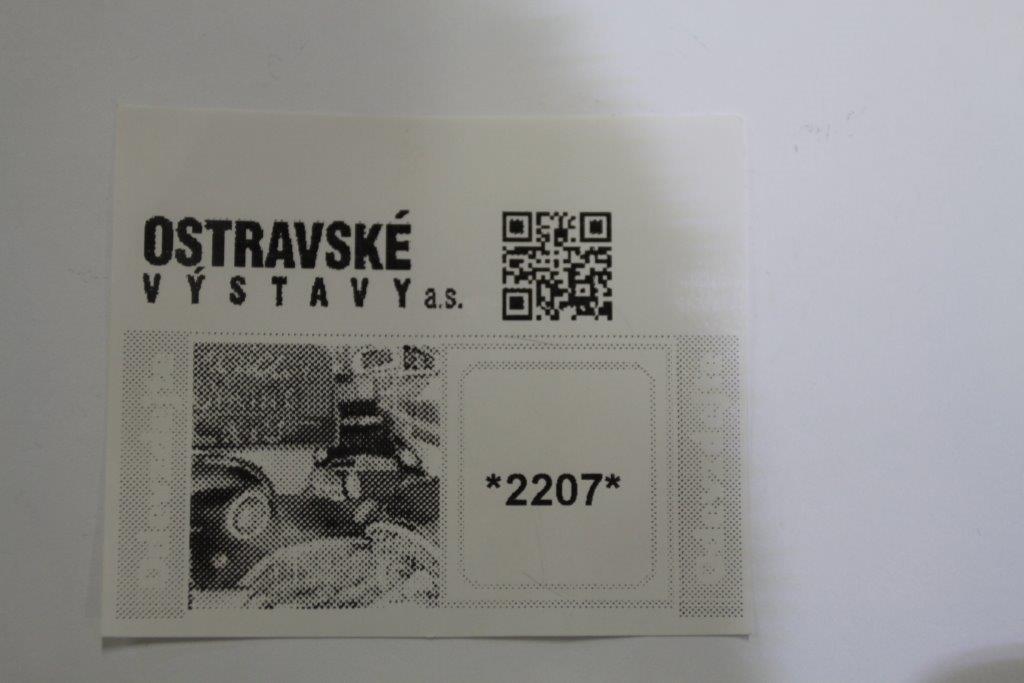 OSTRAVSKÉ
VÝSTAVY a.s.
*2207*